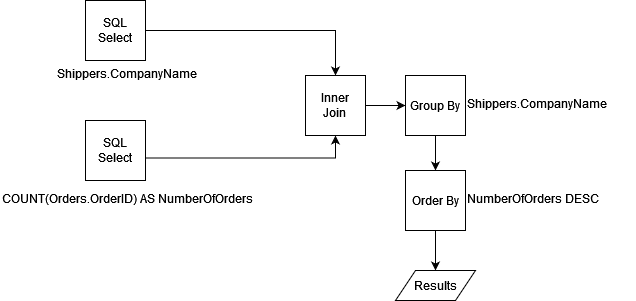 SQL
Select
Shippers.CompanyName
Inner
Join
Group By
Shippers.CompanyName
SQL
Select
COUNT(Orders.OrderID) AS NumberOfOrders
Order By
NumberOfOrders DESC
Results